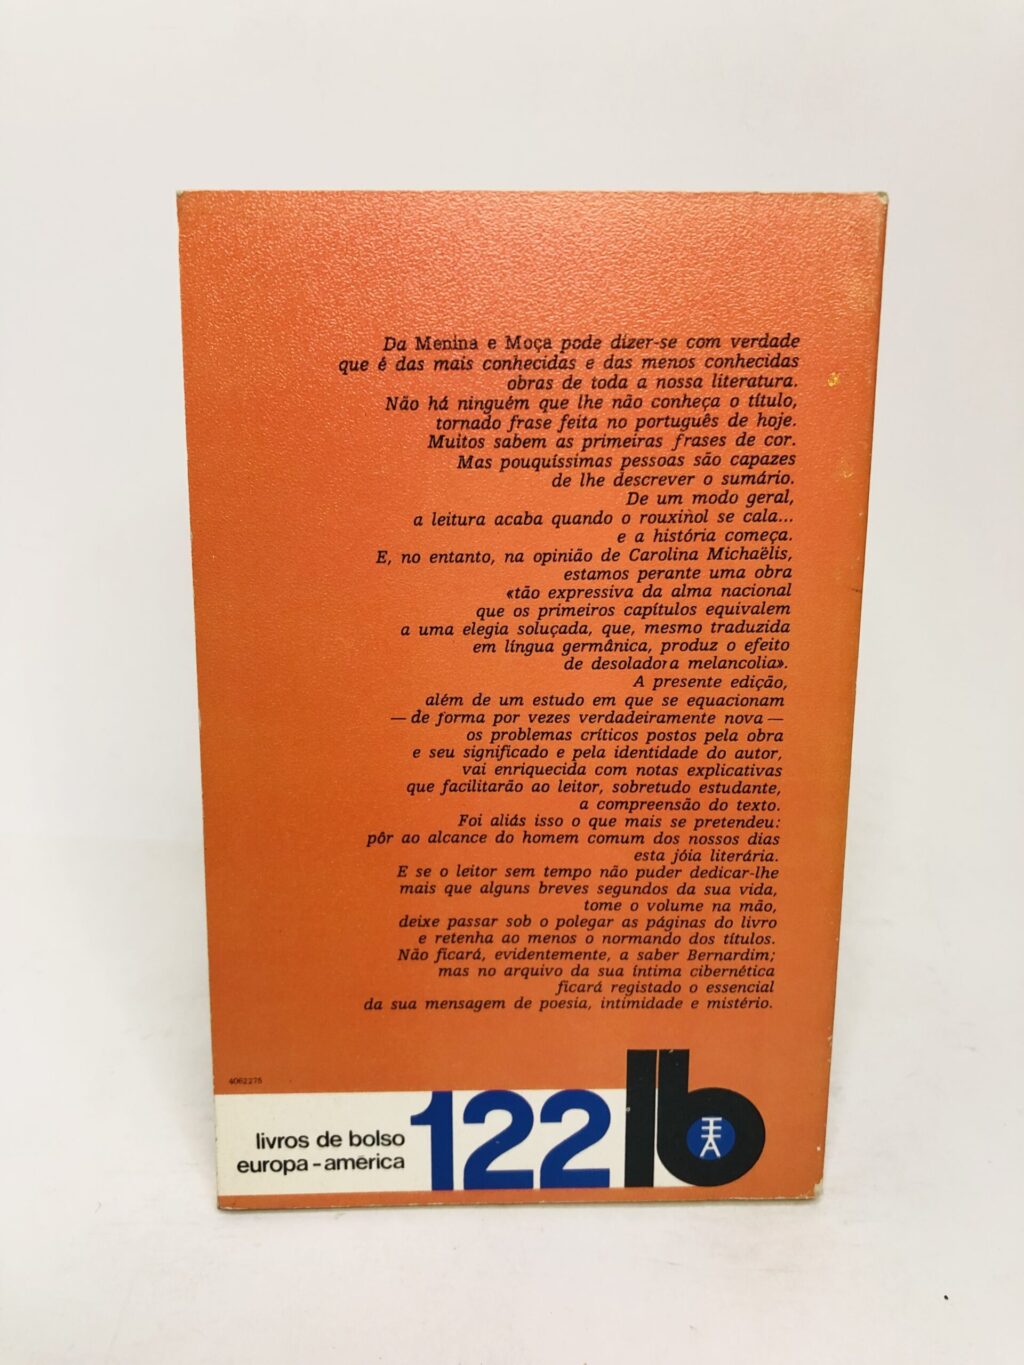 Da Menina e Moça pode dizer-se com verdade
que é das mais conhecidas e das menos conhecidas
obras de toda a nossa literatura.
Não há ninguém que lhe não conheça o título,
tornado frase feita no português de hoje.
Muitos sabem as primeiras frases de cor.
Mas pouquíssimas pessoas são capazes
de lhe descrever o sumário.
De um modo geral,
a leitura acaba quando o rouxinol se cala...
e a história começa.
E, no entanto, na opinião de Carolina Michaëlis,
estamos perante uma obra
«tão expressiva da alma nacional
que os primeiros capítulos equivalem
a uma elegia soluçada, que, mesmo traduzida
em língua germânica, produz o efeito
de desoladora melancolia».
A presente edição,
além de um estudo em que se equacionam
— de forma por vezes verdadeiramente nova —
os problemas críticos postos pela obra
e seu significado e pela identidade do autor,
vai enriquecida com notas explicativas
que facilitarão ao leitor, sobretudo estudante,
a compreensão do texto.
Foi aliás isso o que mais se pretendeu:
pôr ao alcance do homem comum dos nossos dias
esta jóia literária.
E se o leitor sem tempo não puder dedicar-lhe
mais que alguns breves segundos da sua vida,
tome o volume na mão,
deixe passar sob o polegar as páginas do livro
e retenha ao menos o normando dos títulos.
Não ficará, evidentemente, a saber Bernardim;
mas no arquivo da sua íntima cibernética
ficará registado o essencial
da sua mensagem de poesia, intimidade e mistério.
4062275
livros de bolso
europa-américa
122
lb